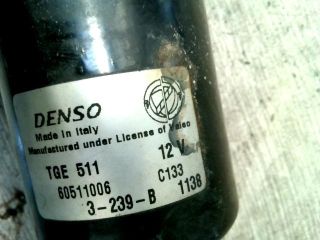 DENSO
Made in Italy
Manufactured under License of Valeo
TGE 511 12 V
60511006 C133
3-239-B 1138